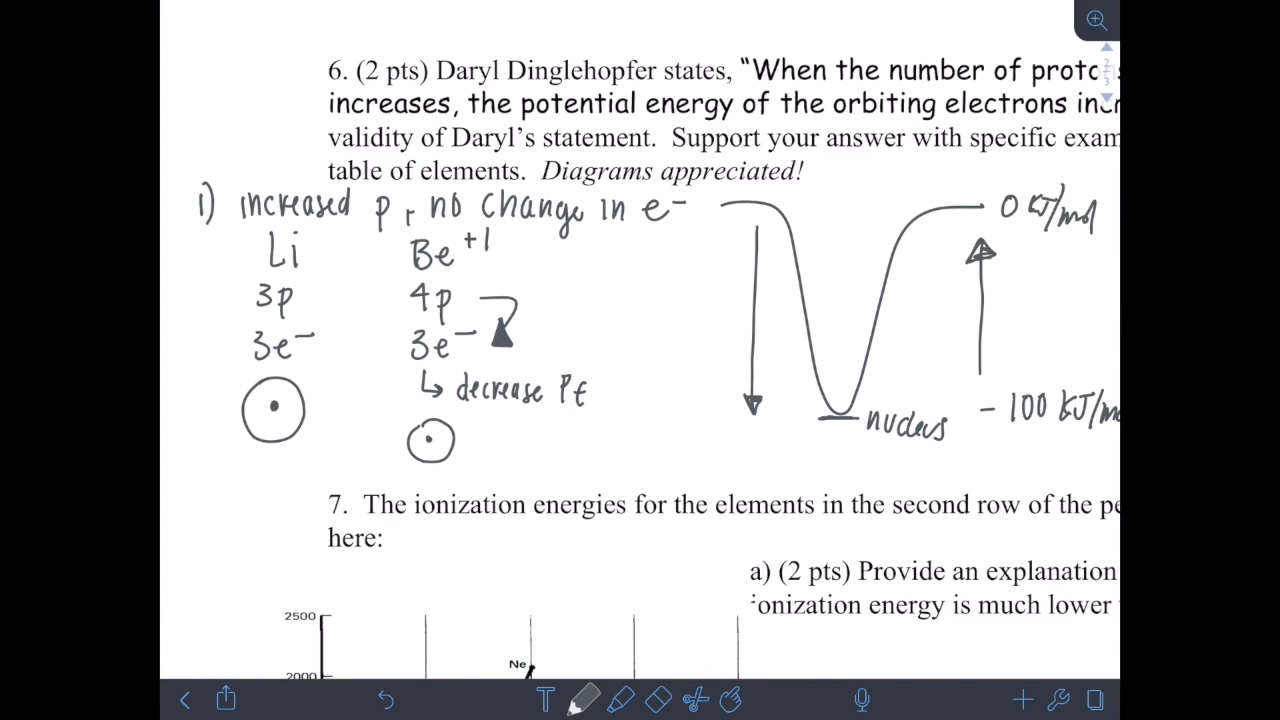 6. (2 pts) Daryl Dinglehopfer states, “When the number of proto
increases, the potential energy of the orbiting electrons incr
validity of Daryl’s statement. Support your answer with specific exam
table of elements. Diagrams appreciated!
1) increased p, no change in e⁻
0 KJ/mol
Li Be⁺¹
3p 4p
3e⁻ 3e⁻
↳ decrease PE
- 100 KJ/mo
nucleus
7. The ionization energies for the elements in the second row of the pe
here:
a) (2 pts) Provide an explanation
ionization energy is much lower
2500
Ne
2000
T